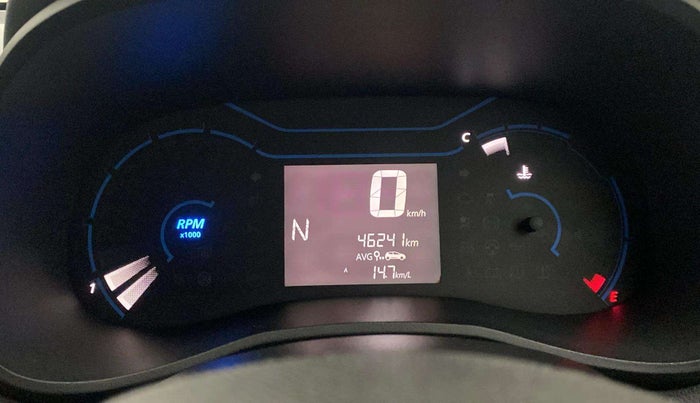 C
0 km/h
RPM
x1000
N
46241km
AVG
A
14.7km/L
1
E